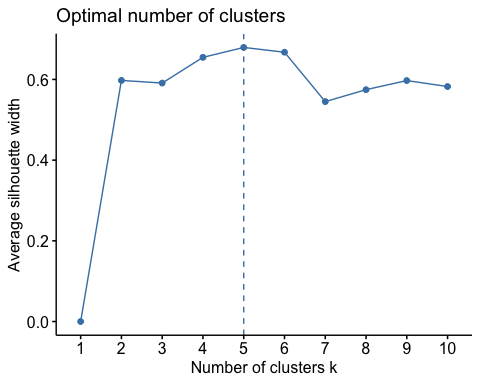 Optimal number of clusters
Average silhouette width
0.6
0.4
0.2
0.0
1 2 3 4 5 6 7 8 9 10
Number of clusters k